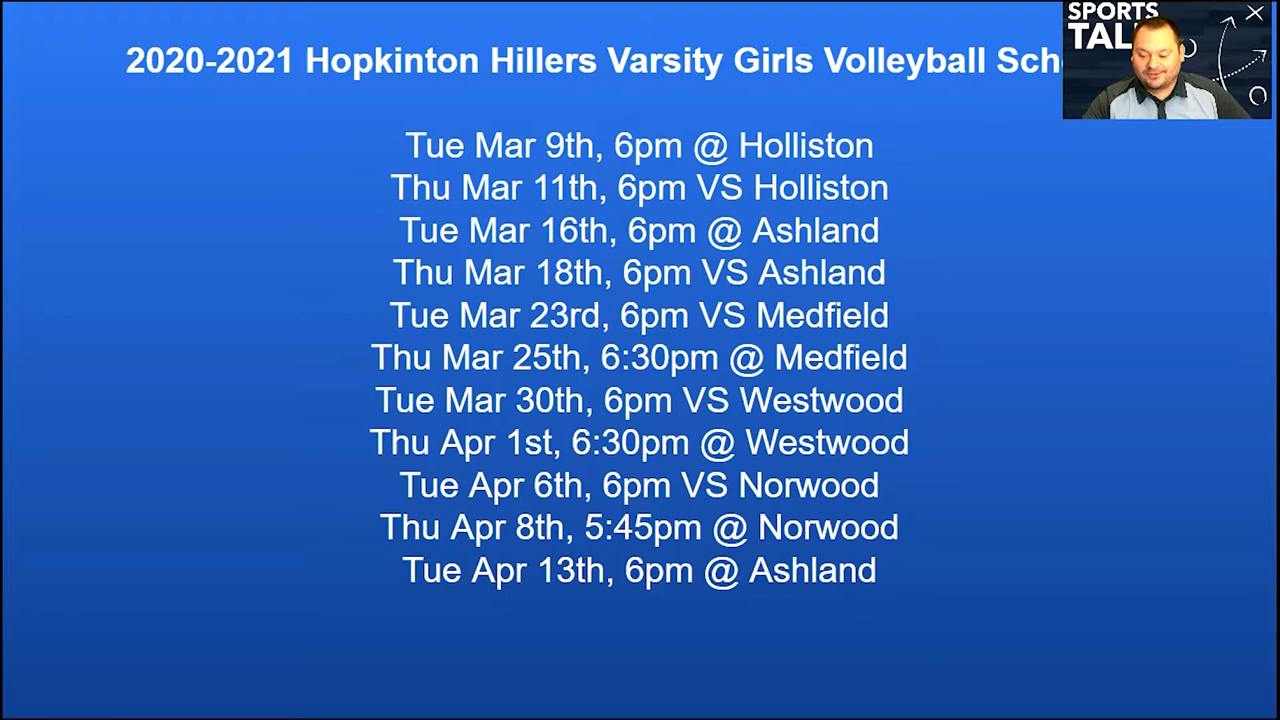 SPORTS
2020-2021 Hopkinton Hillers Varsity Girls Volleyball
Tue Mar 9th, 6pm @ Holliston
Thu Mar 11th, 6pm VS Holliston
Tue Mar 16th, 6pm @ Ashland
Thu Mar 18th, 6pm VS Ashland
Tue Mar 23rd, 6pm VS Medfield
Thu Mar 25th, 6:30pm @ Medfield
Tue Mar 30th, 6pm VS Westwood
Thu Apr 1st, 6:30pm @ Westwood
Tue Apr 6th, 6pm VS Norwood
Thu Apr 8th, 5:45pm @ Norwood
Tue Apr 13th, 6pm @ Ashland